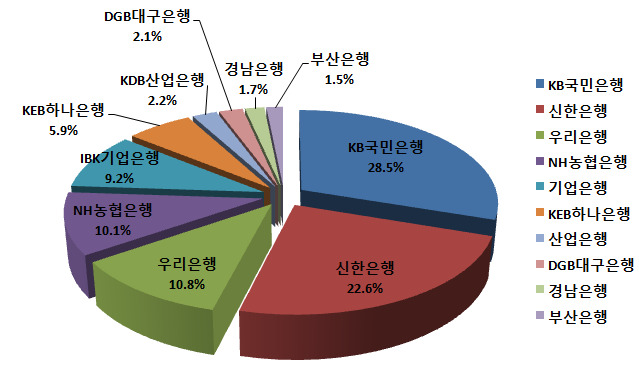 DGB대구은행
2.1%
부산은행
1.5%
경남은행
1.7%
KDB산업은행
2.2%
KEB하나은행
5.9%
IBK기업은행
9.2%
NH농협은행
10.1%
우리은행
10.8%
신한은행
22.6%
KB국민은행
28.5%
KB국민은행
신한은행
우리은행
NH농협은행
기업은행
KEB하나은행
산업은행
DGB대구은행
경남은행
부산은행